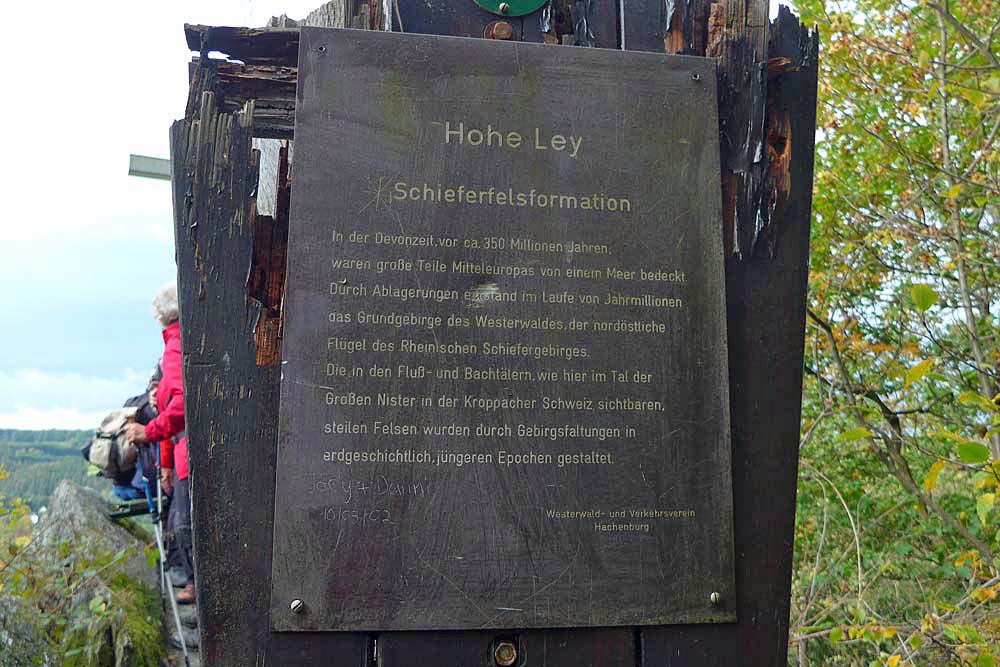 Hohe Ley
Schieferfelsformation
In der Devonzeit, vor ca. 350 Millionen Jahren,
waren große Teile Mitteleuropas von einem Meer bedeckt.
Durch Ablagerungen entstand im Laufe von Jahrmillionen
das Grundgebirge des Westerwaldes, der nordöstliche
Flügel des Rheinischen Schiefergebirges.
Die in den Fluß- und Bachtälern, wie hier im Tal der
Großen Nister in der Kroppacher Schweiz sichtbaren,
steilen Felsen wurden durch Gebirgsfaltungen in
erdgeschichtlich, jüngeren Epochen gestaltet.
Westerwald- und Verkehrsverein
Hachenburg